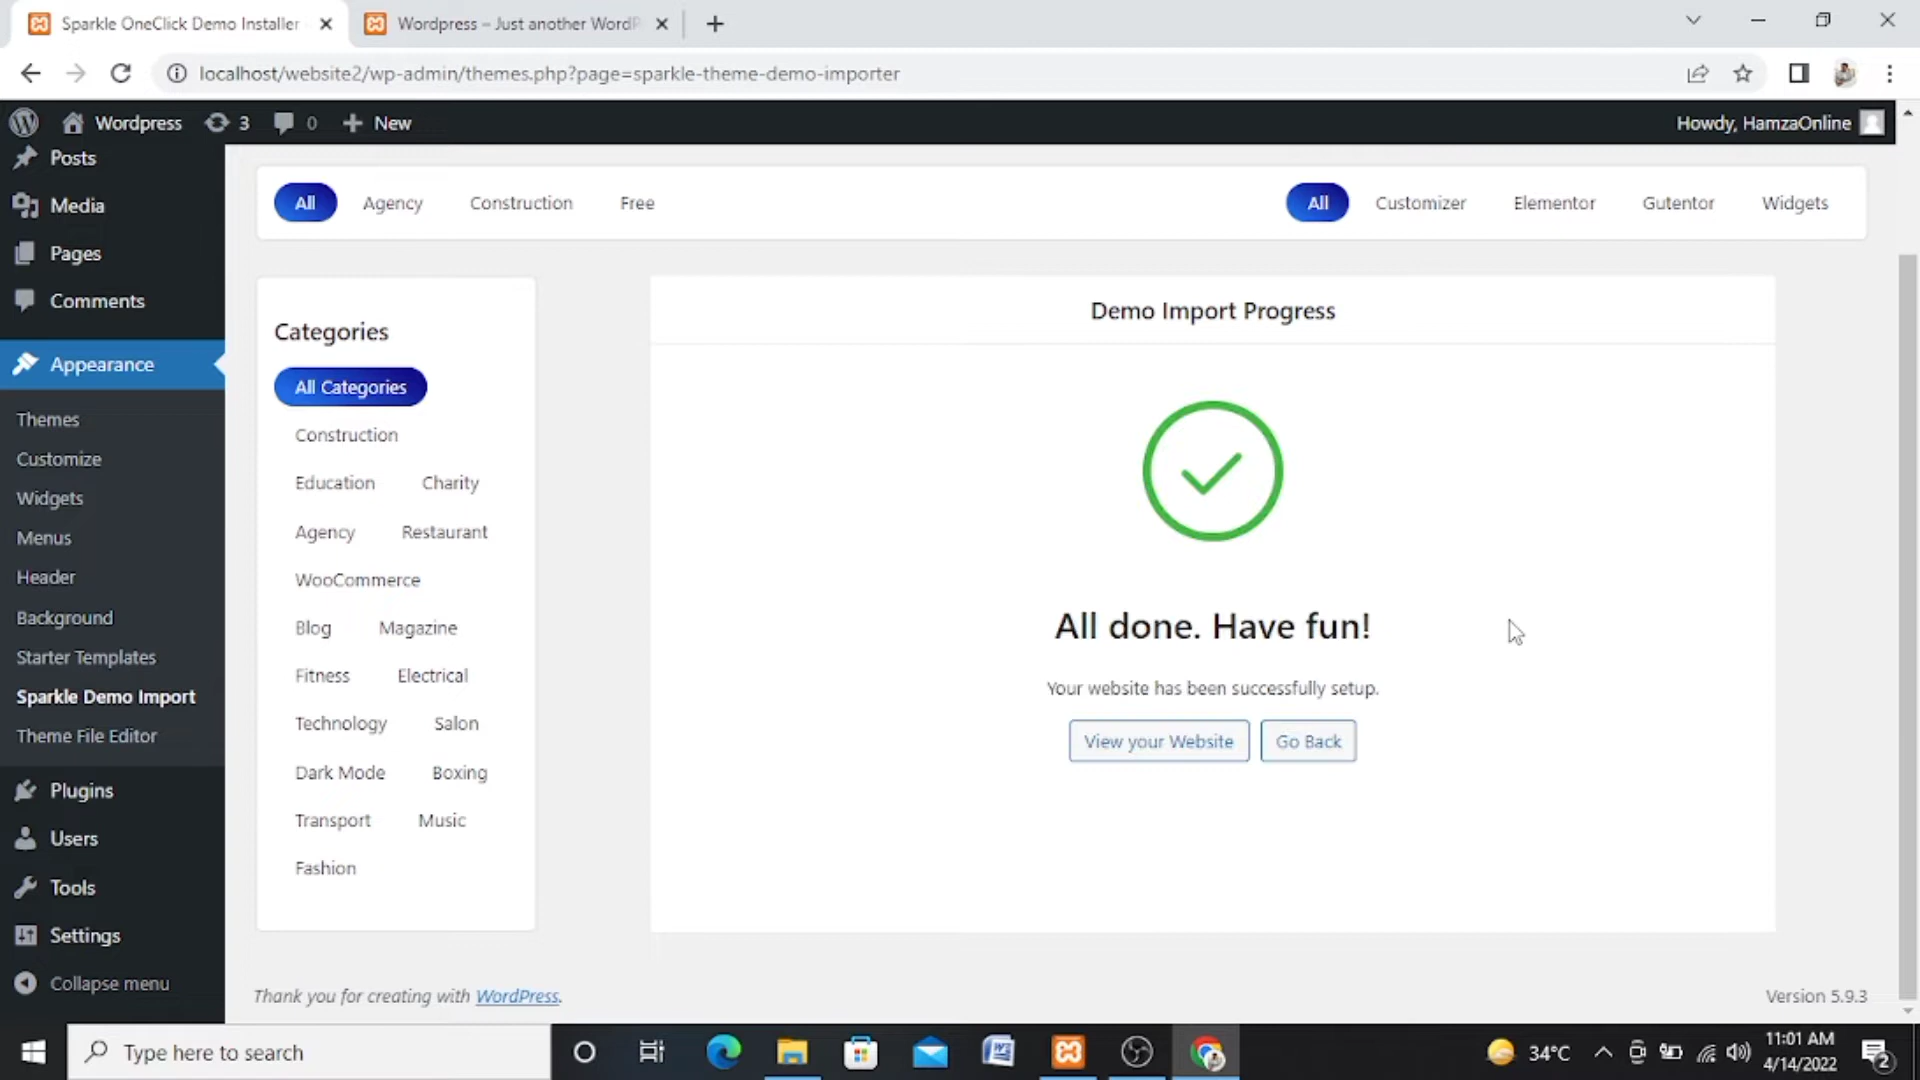 Sparkle OneClick Demo Installer
Wordpress – Just another WordP
localhost/website2/wp-admin/themes.php?page=sparkle-theme-demo-importer
Wordpress 3 0 New
Howdy, HamzaOnline
Posts
Media
Pages
Comments
Appearance
Themes
Customize
Widgets
Menus
Header
Background
Starter Templates
Sparkle Demo Import
Theme File Editor
Plugins
Users
Tools
Settings
Collapse menu
All Agency Construction Free
All Customizer Elementor Gutentor Widgets
Categories
All Categories
Construction
Education Charity
Agency Restaurant
WooCommerce
Blog Magazine
Fitness Electrical
Technology Salon
Dark Mode Boxing
Transport Music
Fashion
Demo Import Progress
All done. Have fun!
Your website has been successfully setup.
View your Website Go Back
Thank you for creating with WordPress.
Version 5.9.3
Type here to search
34°C
11:01 AM
4/14/2022
2